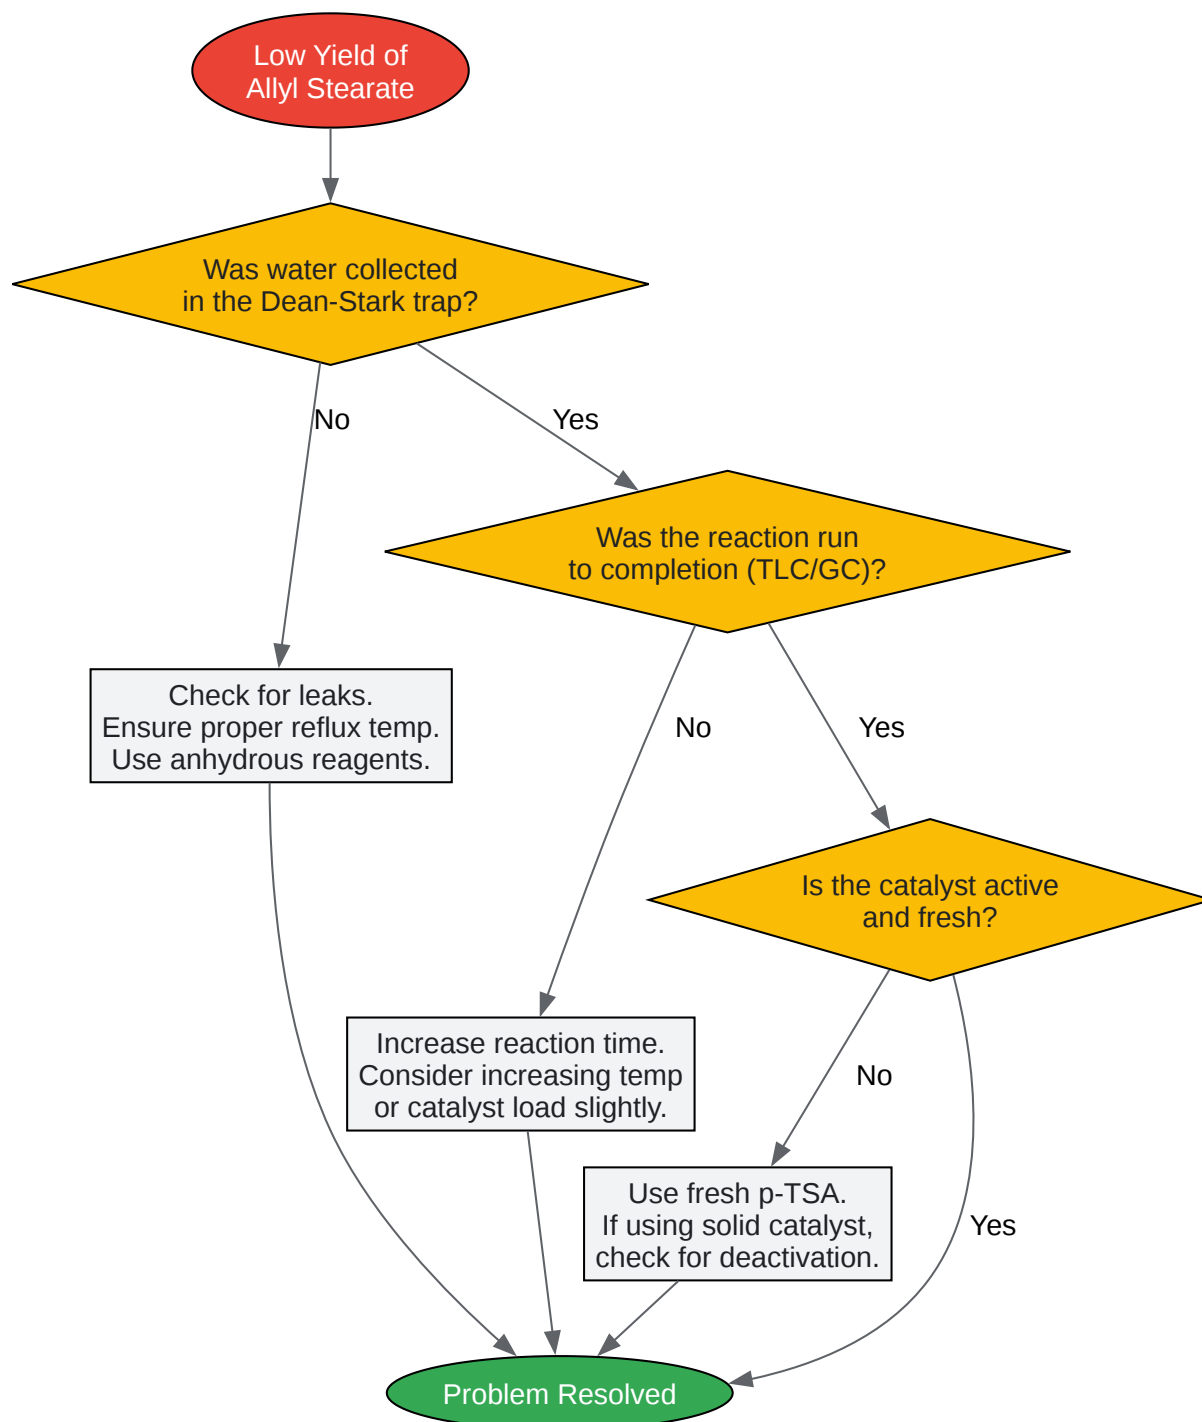 Low Yield of
Allyl Stearate
Was water collected
in the Dean-Stark trap?
No
Yes
Was the reaction run
to completion (TLC/GC)?
Check for leaks.
Ensure proper reflux temp.
Use anhydrous reagents.
No
Yes
Is the catalyst active
and fresh?
Increase reaction time.
Consider increasing temp
or catalyst load slightly.
No
Use fresh p-TSA.
If using solid catalyst,
check for deactivation.
Yes
Problem Resolved